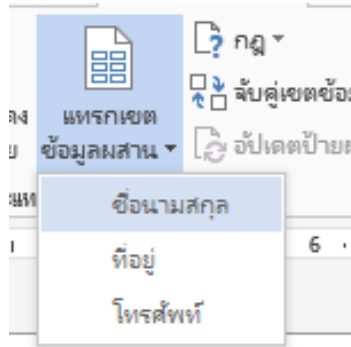 กฎ
จับคู่เขตข้อ
แทรกเขต
ข้อมูลผสาน
อัปเดตป้าย
ชื่อนามสกุล
6
ที่อยู่
โทรศัพท์